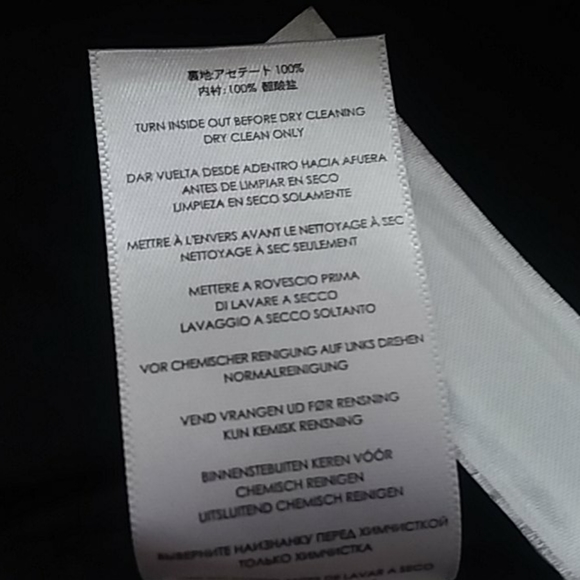 裏地:アセテート 100%
内衬:100% 醋酸盐
TURN INSIDE OUT BEFORE DRY CLEANING
DRY CLEAN ONLY
DAR VUELTA DESDE ADENTRO HACIA AFUERA
ANTES DE LIMPIAR EN SECO
LIMPIEZA EN SECO SOLAMENTE
METTRE À L'ENVERS AVANT LE NETTOYAGE À SEC
NETTOYAGE À SEC SEULEMENT
METTERE A ROVESCIO PRIMA
DI LAVARE A SECCO
LAVAGGIO A SECCO SOLTANTO
VOR CHEMISCHER REINIGUNG AUF LINKS DREHEN
NORMALREINIGUNG
VEND VRANGEN UD FØR RENSNING
KUN KEMISK RENSNING
BINNENSTEBUITEN KEREN VÓÓR
CHEMISCH REINIGEN
UITSLUITEND CHEMISCH REINIGEN
ВЫВЕРНИТЕ НАИЗНАНКУ ПЕРЕД ХИМЧИСТКОЙ
ТОЛЬКО ХИМЧИСТКА
DE LAVAR A SECO